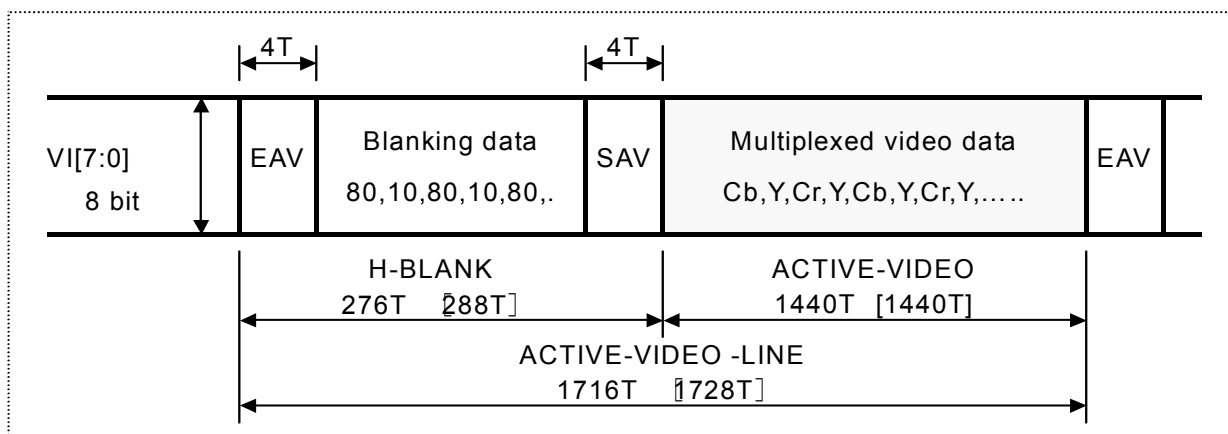 4T 4T
VI[7:0]
8 bit
EAV
Blanking data
80,10,80,10,80,.
SAV
Multiplexed video data
Cb,Y,Cr,Y,Cb,Y,Cr,Y,.....
EAV
H-BLANK
276T [288T]
ACTIVE-VIDEO
1440T [1440T]
ACTIVE-VIDEO -LINE
1716T [1728T]